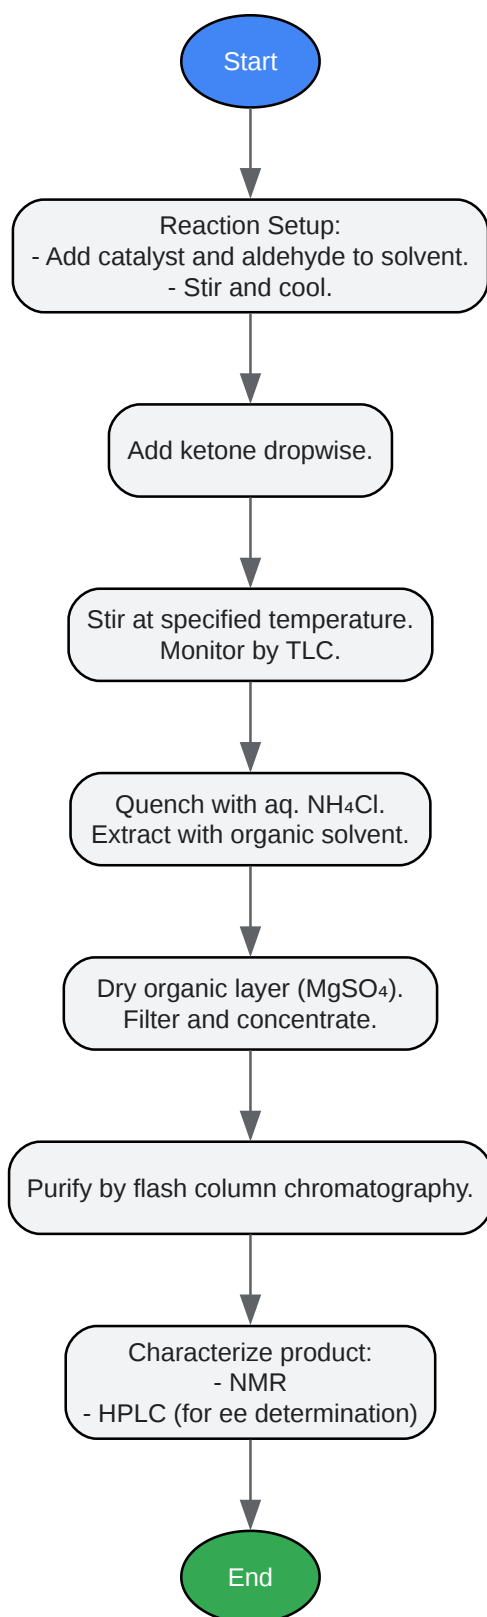 Start
Reaction Setup:
- Add catalyst and aldehyde to solvent.
- Stir and cool.
Add ketone dropwise.
Stir at specified temperature.
Monitor by TLC.
Quench with aq. NH₄Cl.
Extract with organic solvent.
Dry organic layer (MgSO₄).
Filter and concentrate.
Purify by flash column chromatography.
Characterize product:
- NMR
- HPLC (for ee determination)
End